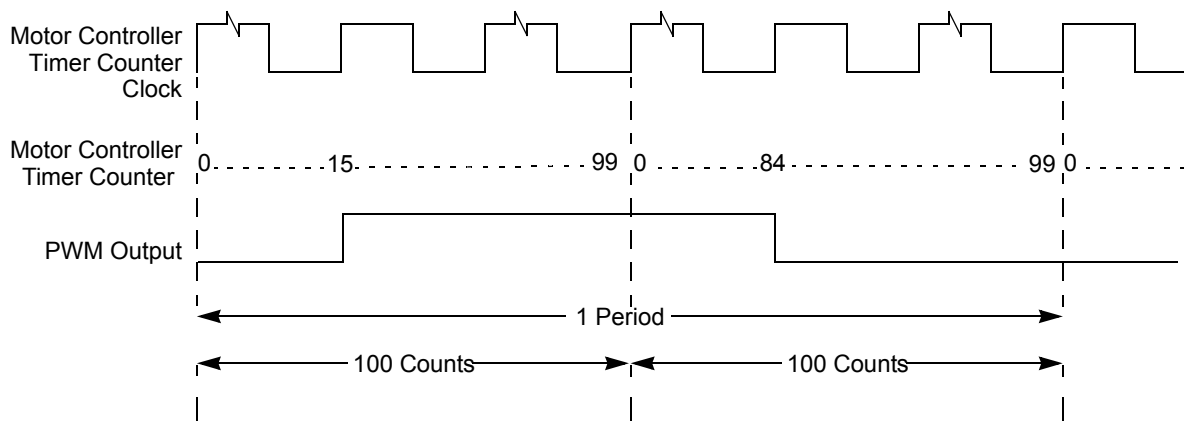 Motor Controller
Timer Counter
Clock
Motor Controller
Timer Counter
0 15 99 0 84 99 0
PWM Output
1 Period
100 Counts 100 Counts